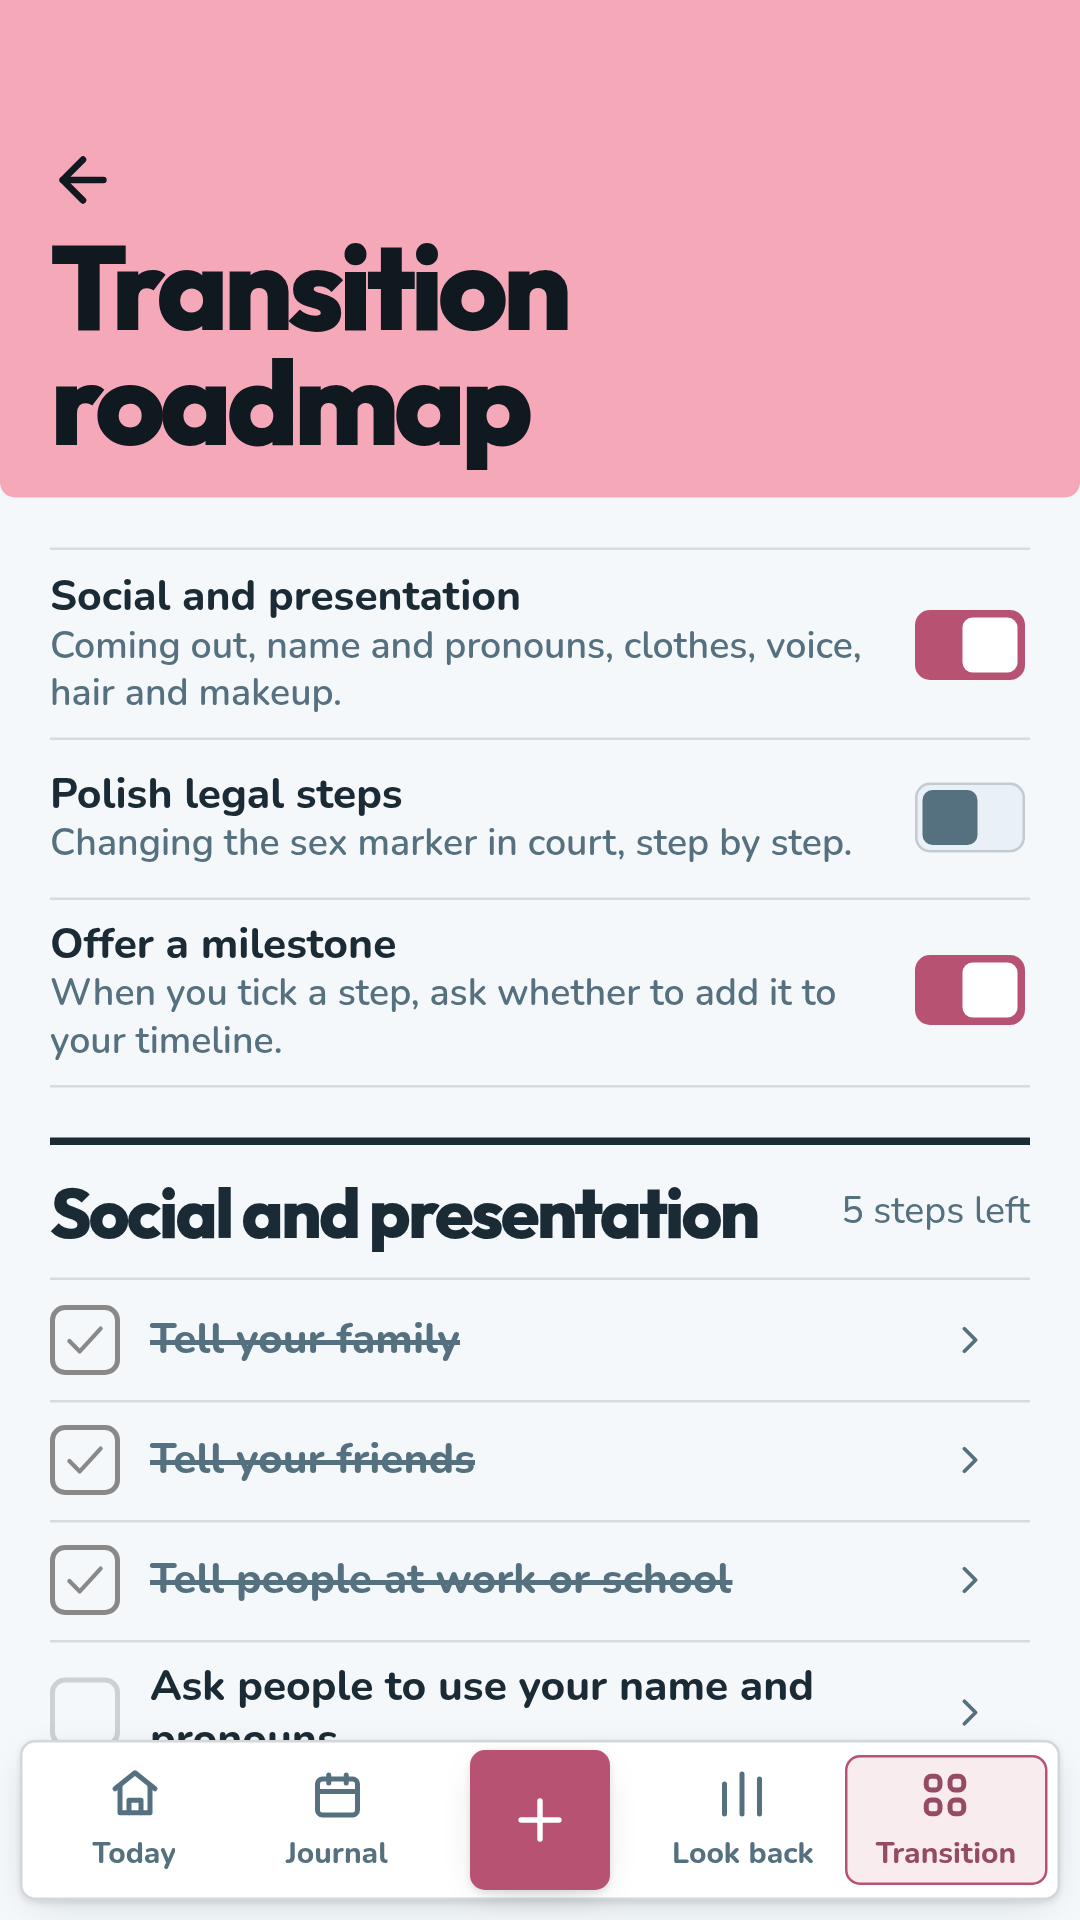 Transition
roadmap
Social and presentation
Coming out, name and pronouns, clothes, voice,
hair and makeup.
Polish legal steps
Changing the sex marker in court, step by step.
Offer a milestone
When you tick a step, ask whether to add it to
your timeline.
Social and presentation
5 steps left
Tell your family
Tell your friends
Tell people at work or school
Ask people to use your name and
pronouns
Today
Journal
Look back
Transition